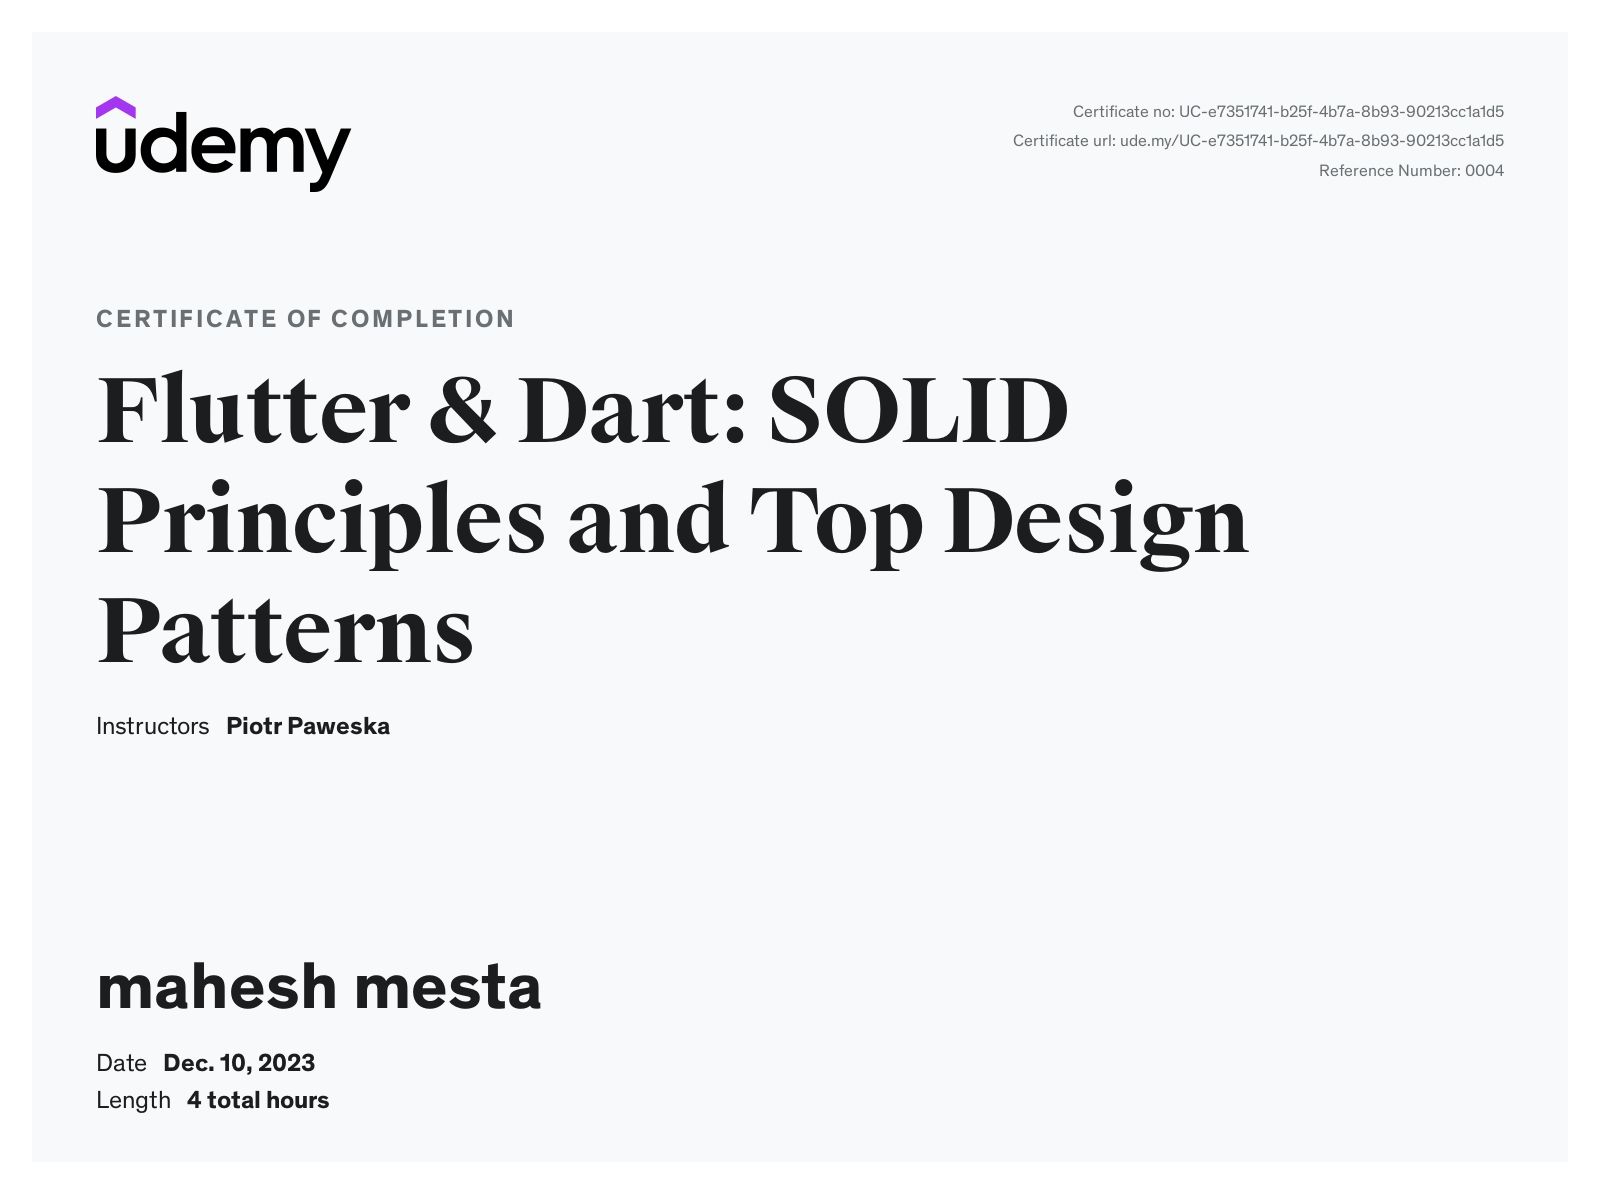 udemy
Certificate no: UC-e7351741-b25f-4b7a-8b93-90213cc1a1d5
Certificate url: ude.my/UC-e7351741-b25f-4b7a-8b93-90213cc1a1d5
Reference Number: 0004
CERTIFICATE OF COMPLETION
Flutter & Dart: SOLID
Principles and Top Design
Patterns
Instructors Piotr Paweska
mahesh mesta
Date Dec. 10, 2023
Length 4 total hours